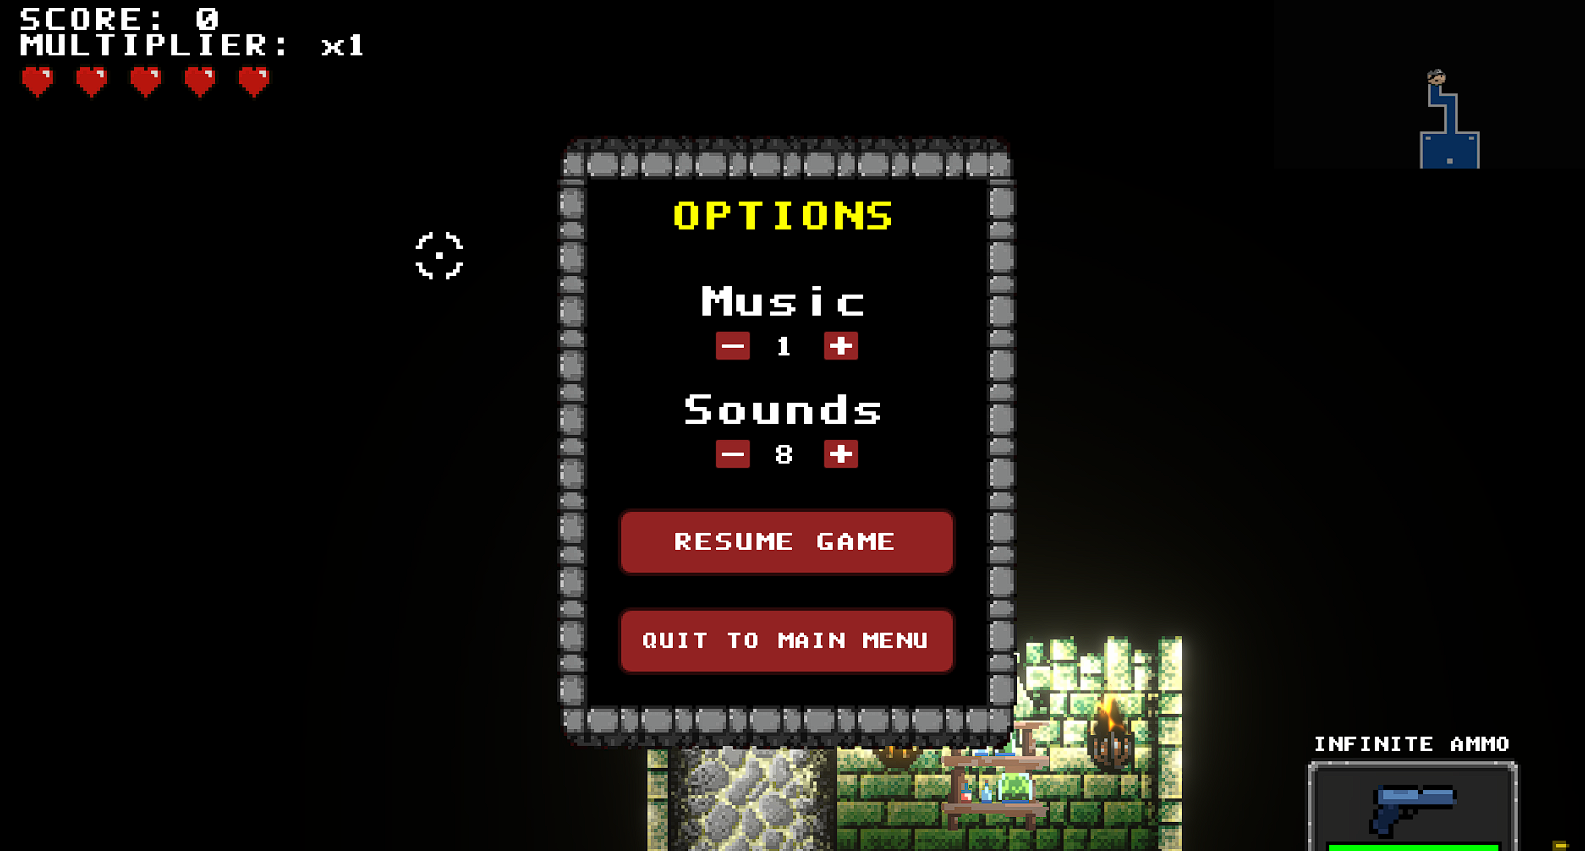 SCORE: 0
MULTIPLIER: x1
OPTIONS
Music
- 1 +
Sounds
- 8 +
RESUME GAME
QUIT TO MAIN MENU
INFINITE AMMO